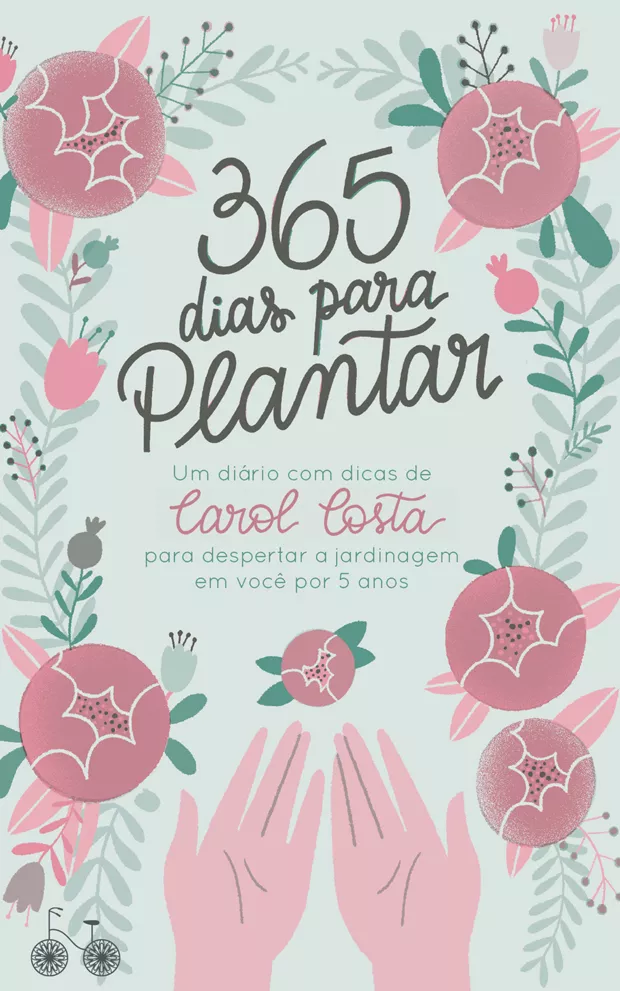 365
dias para
Plantar
Um diário com dicas de
Carol Costa
para despertar a jardinagem
em você por 5 anos